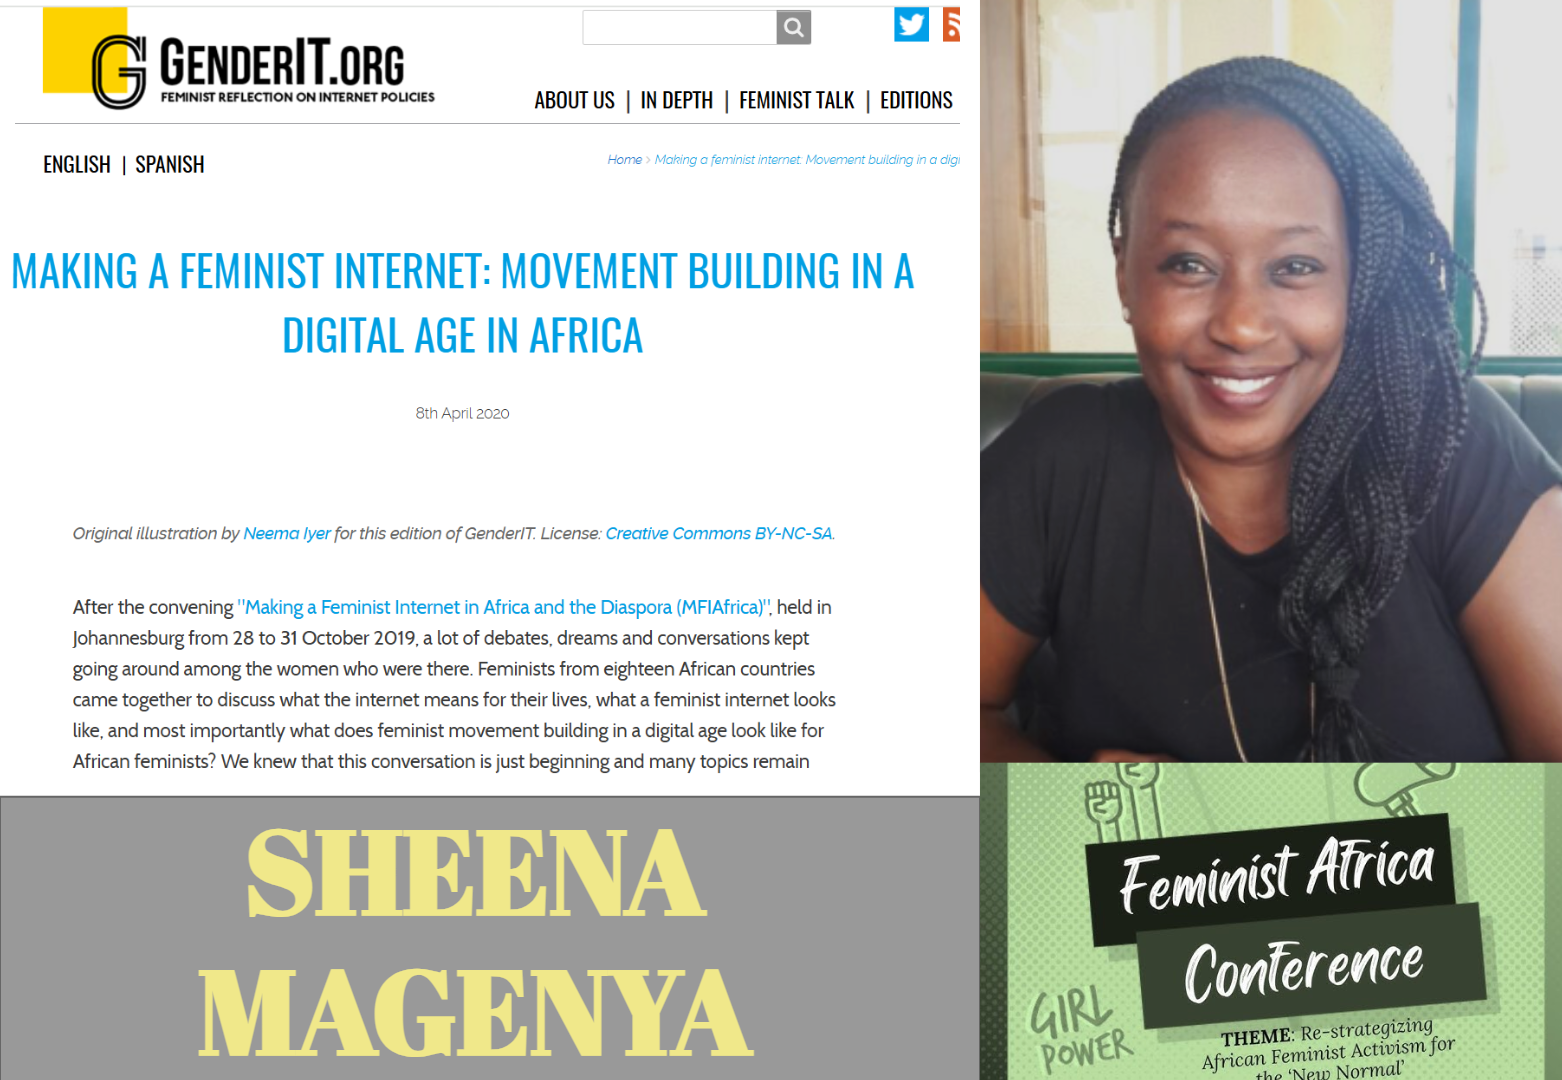 GENDERIT.ORG
FEMINIST REFLECTION ON INTERNET POLICIES
ABOUT US | IN DEPTH | FEMINIST TALK | EDITIONS
ENGLISH | SPANISH
Home › Making a feminist internet: Movement building in a digi
MAKING A FEMINIST INTERNET: MOVEMENT BUILDING IN A
DIGITAL AGE IN AFRICA
8th April 2020
Original illustration by Neema Iyer for this edition of GenderIT. License: Creative Commons BY-NC-SA.
After the convening "Making a Feminist Internet in Africa and the Diaspora (MFIAfrica)", held in
Johannesburg from 28 to 31 October 2019, a lot of debates, dreams and conversations kept
going around among the women who were there. Feminists from eighteen African countries
came together to discuss what the internet means for their lives, what a feminist internet looks
like, and most importantly what does feminist movement building in a digital age look like for
African feminists? We knew that this conversation is just beginning and many topics remain
SHEENA
MAGENYA
Feminist Africa
Conference
GIRL
POWER
THEME: Re-strategizing
African Feminist Activism for
the 'New Normal'